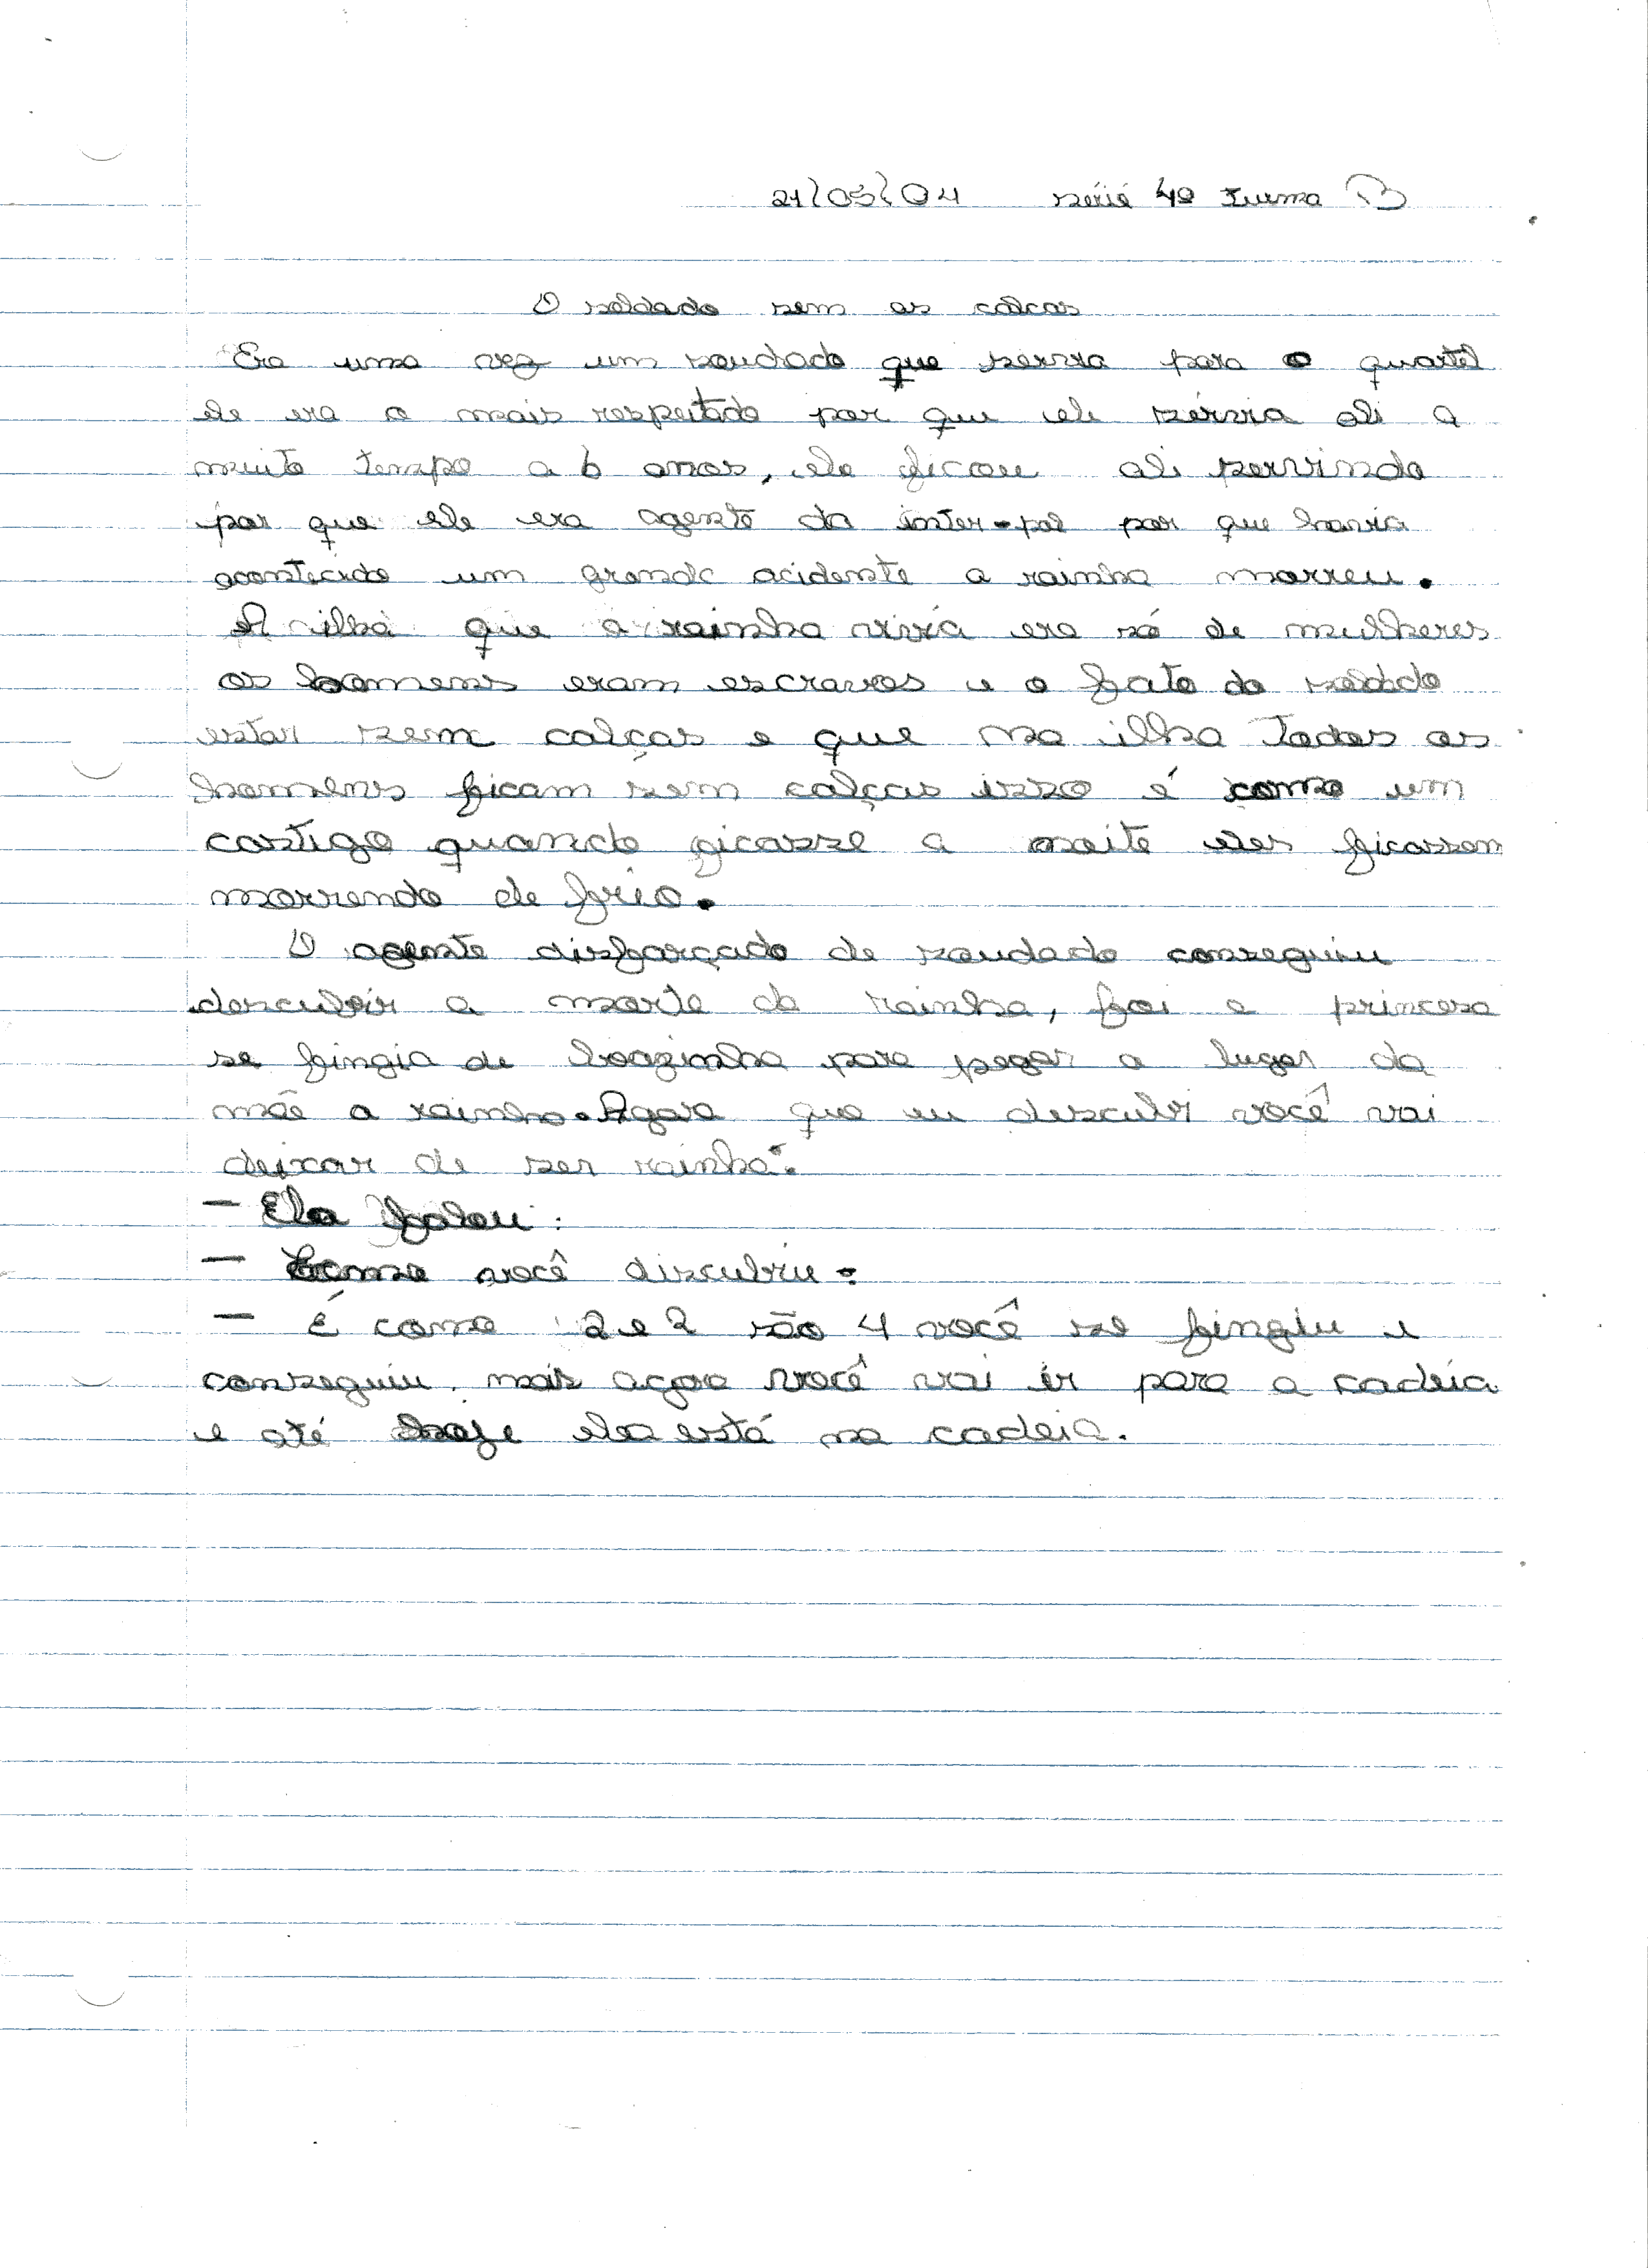 21/05/04 série 4ª Turma B
O soldado sem as calcas
Era uma vez um soudado que servia para o quartel
ele era o mais respeitado por que ele sérvia ali a
muito tempo a 6 anos, ele ficou ali servindo
por que ele era agente da inter-pol por que havia
acontecido um grande acidente a rainha morreu.
A ilha que a rainha vivia era só de mulheres
os homens eram escravos e o fato do soldado
estar sem calças e que na ilha Todos os
homens ficam sem calças isso é como um
castigo quando ficasse a noite eles ficassem
morrendo de frio.
O agente disfarçado de soudado conseguiu
descubrir a morte da rainha, foi a princesa
se fingia de boazinha para pegar o lugar da
mãe a rainha. Agora que eu descubri você vai
deixar de ser rainha.
— Ela falou:
— Como você discubriu.
— É como 2 e 2 são 4 você se fingiu e
conseguiu. mais agora você vai ir para a cadeia
e até hoje ela está na cadeia.